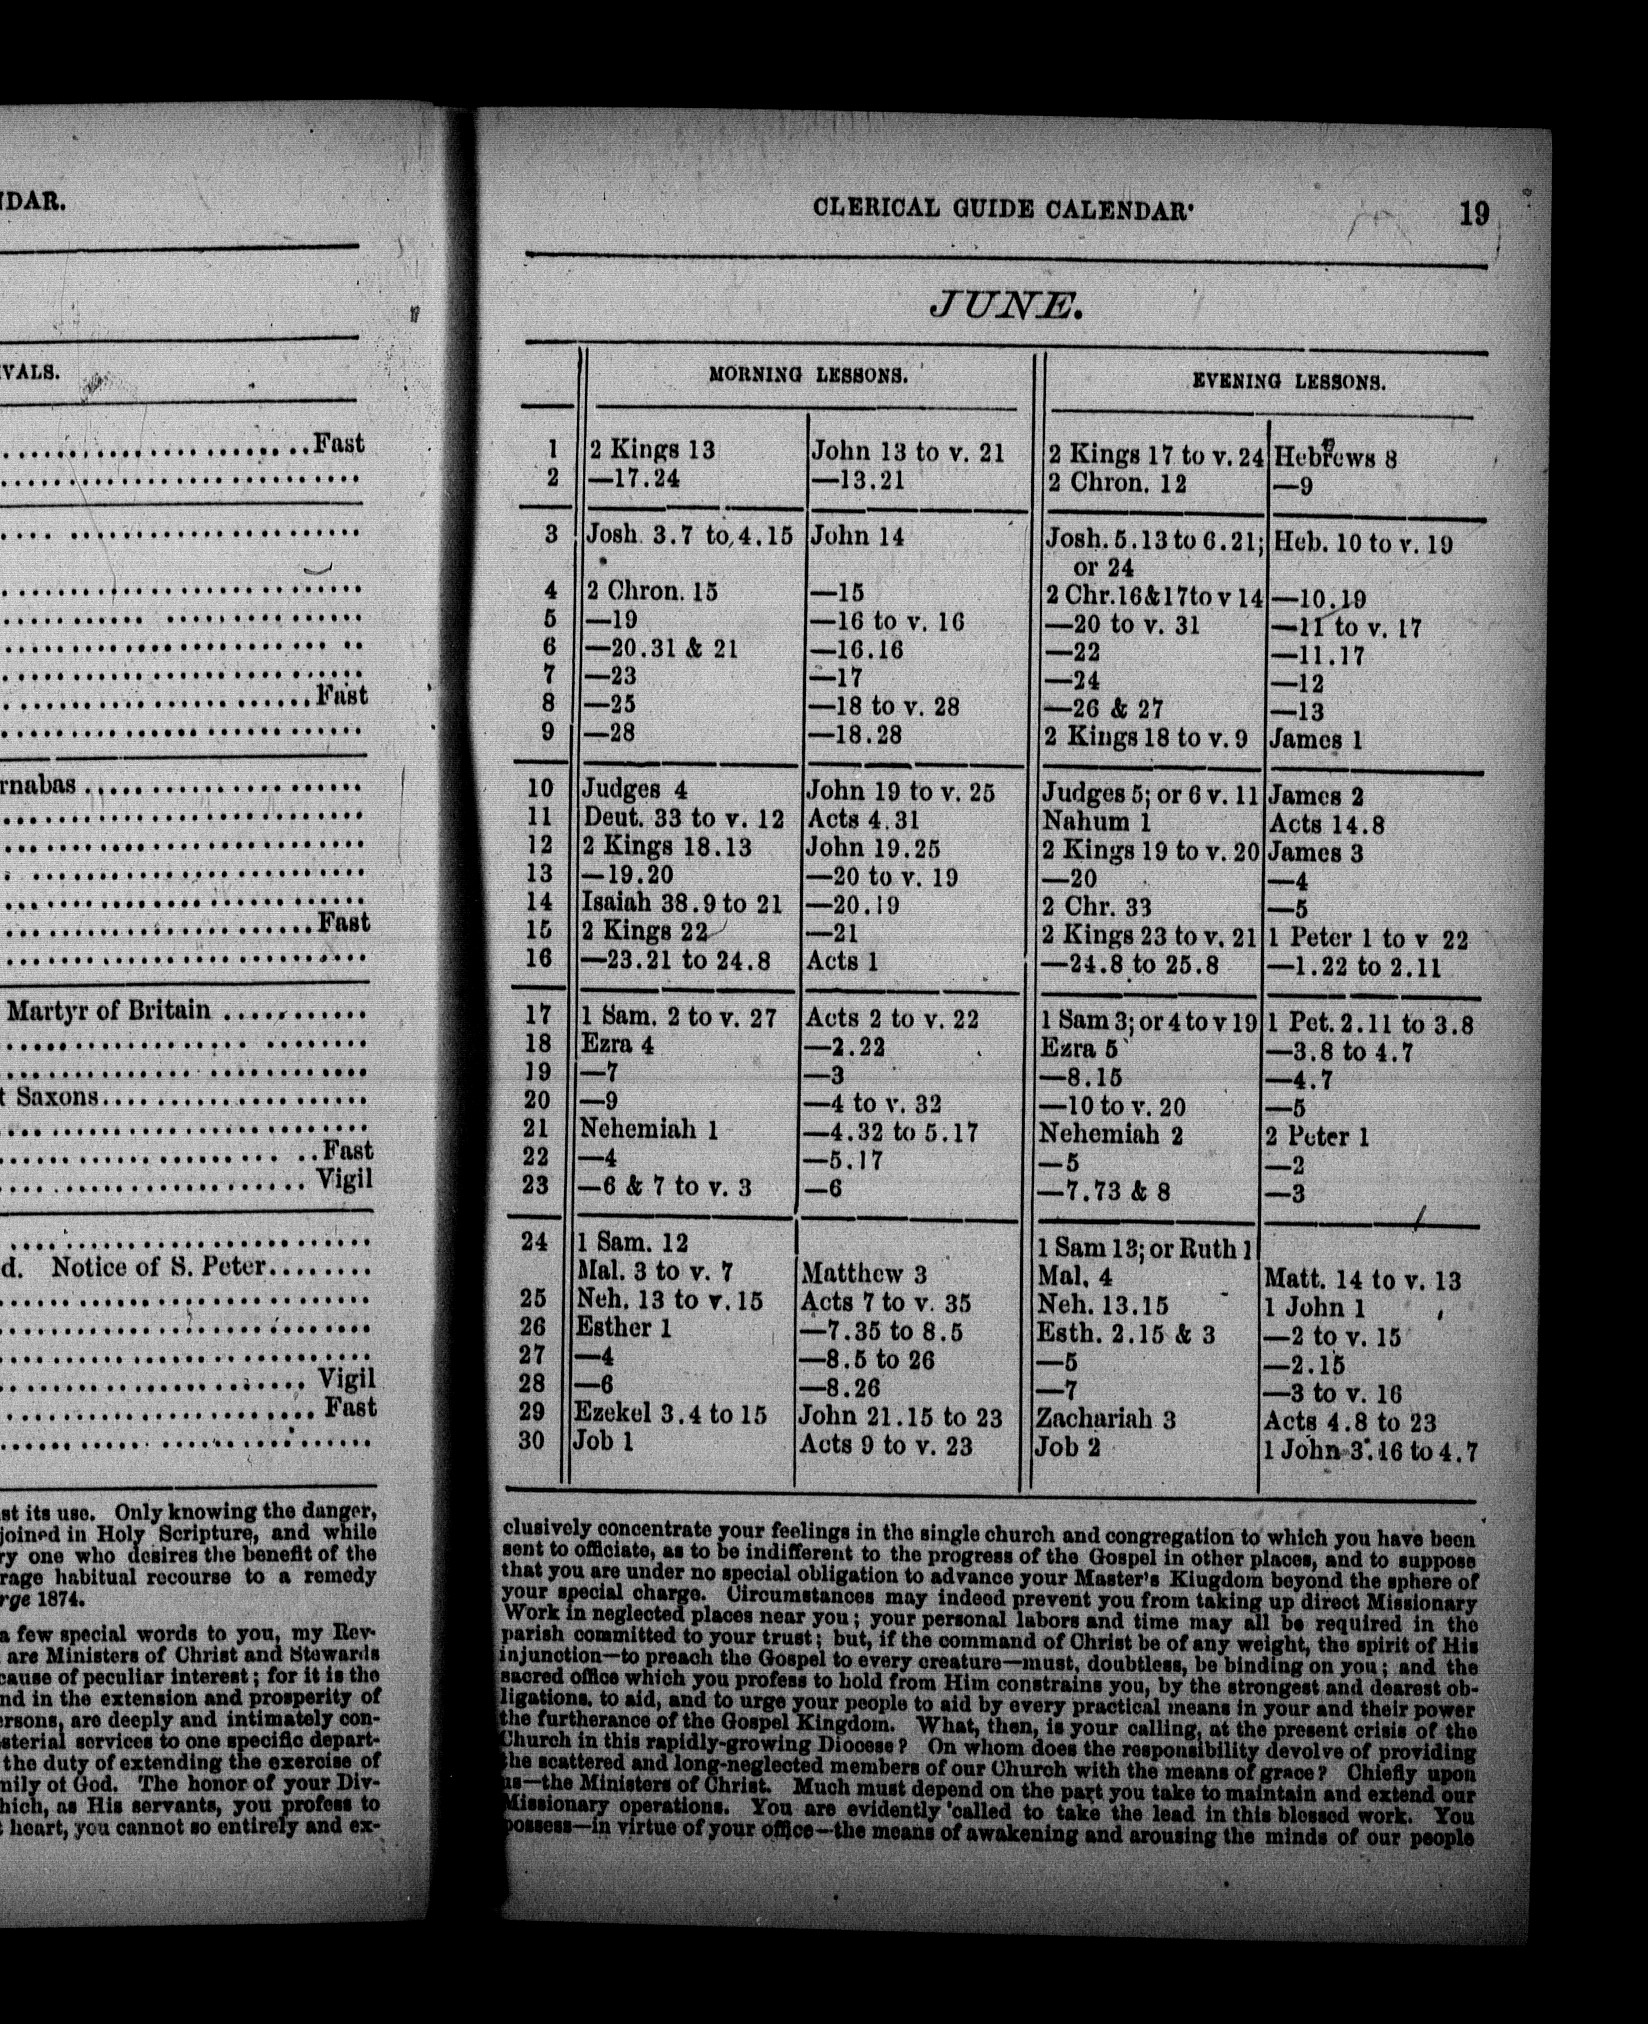 NDAR.
VALS.
Fast
Fast
rnabas
Fast
Martyr of Britain
t Saxons
Fast
Vigil
d. Notice of S. Peter
Vigil
Fast
st its use. Only knowing the danger,
joined in Holy Scripture, and while
ry one who desires the benefit of the
rage habitual recourse to a remedy
rge 1874.
a few special words to you, my Rev-
are Ministers of Christ and Stewards
cause of peculiar interest; for it is the
nd in the extension and prosperity of
ersons, are deeply and intimately con-
sterial services to one specific depart-
the duty of extending the exercise of
mily of God. The honor of your Div-
hich, as His servants, you profess to
heart, you cannot so entirely and ex-
CLERICAL GUIDE CALENDAR· 19
JUNE.
MORNING LESSONS. EVENING LESSONS.
1 2 Kings 13 John 13 to v. 21 2 Kings 17 to v. 24 Hebrews 8
2 —17.24 —13.21 2 Chron. 12 —9
3 Josh. 3.7 to 4.15 John 14 Josh. 5.13 to 6.21; Heb. 10 to v. 19
or 24
4 2 Chron. 15 —15 2 Chr.16&17to v 14 —10.19
5 —19 —16 to v. 16 —20 to v. 31 —11 to v. 17
6 —20.31 & 21 —16.16 —22 —11.17
7 —23 —17 —24 —12
8 —25 —18 to v. 28 —26 & 27 —13
9 —28 —18.28 2 Kings 18 to v. 9 James 1
10 Judges 4 John 19 to v. 25 Judges 5; or 6 v. 11 James 2
11 Deut. 33 to v. 12 Acts 4.31 Nahum 1 Acts 14.8
12 2 Kings 18.13 John 19.25 2 Kings 19 to v. 20 James 3
13 —19.20 —20 to v. 19 —20 —4
14 Isaiah 38.9 to 21 —20.19 2 Chr. 33 —5
15 2 Kings 22 —21 2 Kings 23 to v. 21 1 Peter 1 to v 22
16 —23.21 to 24.8 Acts 1 —24.8 to 25.8 —1.22 to 2.11
17 1 Sam. 2 to v. 27 Acts 2 to v. 22 1 Sam 3; or 4 to v 19 1 Pet. 2.11 to 3.8
18 Ezra 4 —2.22 Ezra 5 —3.8 to 4.7
19 —7 —3 —8.15 —4.7
20 —9 —4 to v. 32 —10 to v. 20 —5
21 Nehemiah 1 —4.32 to 5.17 Nehemiah 2 2 Peter 1
22 —4 —5.17 —5 —2
23 —6 & 7 to v. 3 —6 —7.73 & 8 —3
24 1 Sam. 12 1 Sam 13; or Ruth 1
Mal. 3 to v. 7 Matthew 3 Mal. 4 Matt. 14 to v. 13
25 Neh. 13 to v. 15 Acts 7 to v. 35 Neh. 13.15 1 John 1
26 Esther 1 —7.35 to 8.5 Esth. 2.15 & 3 —2 to v. 15
27 —4 —8.5 to 26 —5 —2.15
28 —6 —8.26 —7 —3 to v. 16
29 Ezekel 3.4 to 15 John 21.15 to 23 Zachariah 3 Acts 4.8 to 23
30 Job 1 Acts 9 to v. 23 Job 2 1 John 3.16 to 4.7
clusively concentrate your feelings in the single church and congregation to which you have been
sent to officiate, as to be indifferent to the progress of the Gospel in other places, and to suppose
that you are under no special obligation to advance your Master's Kiugdom beyond the sphere of
your special charge. Circumstances may indeed prevent you from taking up direct Missionary
Work in neglected places near you; your personal labors and time may all be required in the
parish committed to your trust; but, if the command of Christ be of any weight, the spirit of His
injunction—to preach the Gospel to every creature—must, doubtless, be binding on you; and the
sacred office which you profess to hold from Him constrains you, by the strongest and dearest ob-
ligations, to aid, and to urge your people to aid by every practical means in your and their power
the furtherance of the Gospel Kingdom. What, then, is your calling, at the present crisis of the
Church in this rapidly-growing Diocese? On whom does the responsibility devolve of providing
the scattered and long-neglected members of our Church with the means of grace? Chiefly upon
us—the Ministers of Christ. Much must depend on the part you take to maintain and extend our
Missionary operations. You are evidently called to take the lead in this blessed work. You
possess—in virtue of your office—the means of awakening and arousing the minds of our people